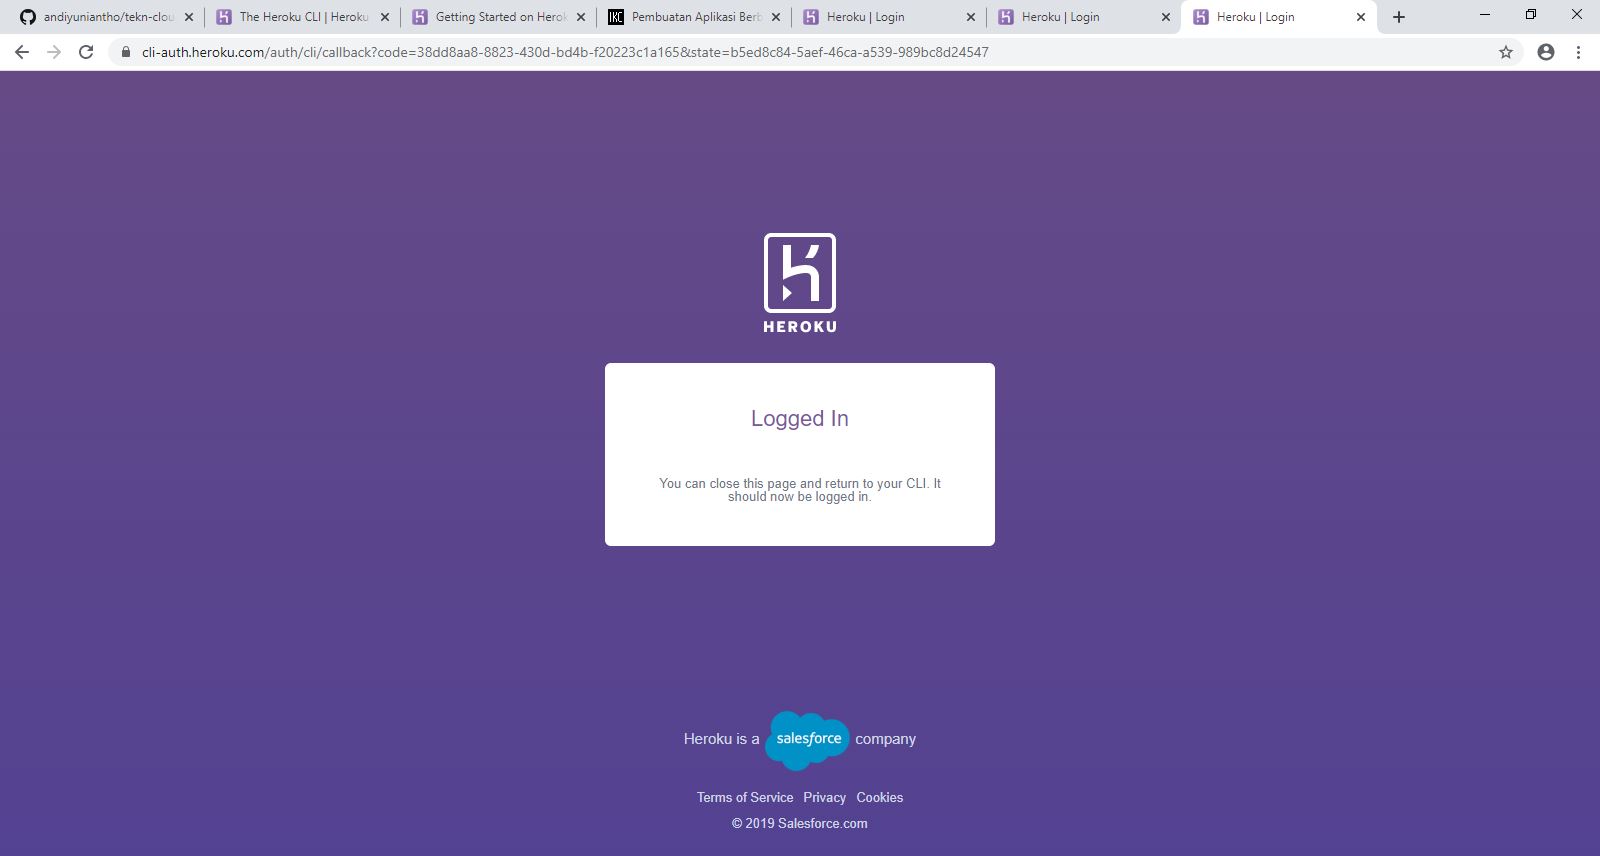 andiyuniantho/tekn-clou
The Heroku CLI | Heroku
Getting Started on Herok
IKC
Pembuatan Aplikasi Berb
Heroku | Login
Heroku | Login
Heroku | Login
cli-auth.heroku.com/auth/cli/callback?code=38dd8aa8-8823-430d-bd4b-f20223c1a165&state=b5ed8c84-5aef-46ca-a539-989bc8d24547
HEROKU
Logged In
You can close this page and return to your CLI. It
should now be logged in.
Heroku is a salesforce company
Terms of Service Privacy Cookies
© 2019 Salesforce.com